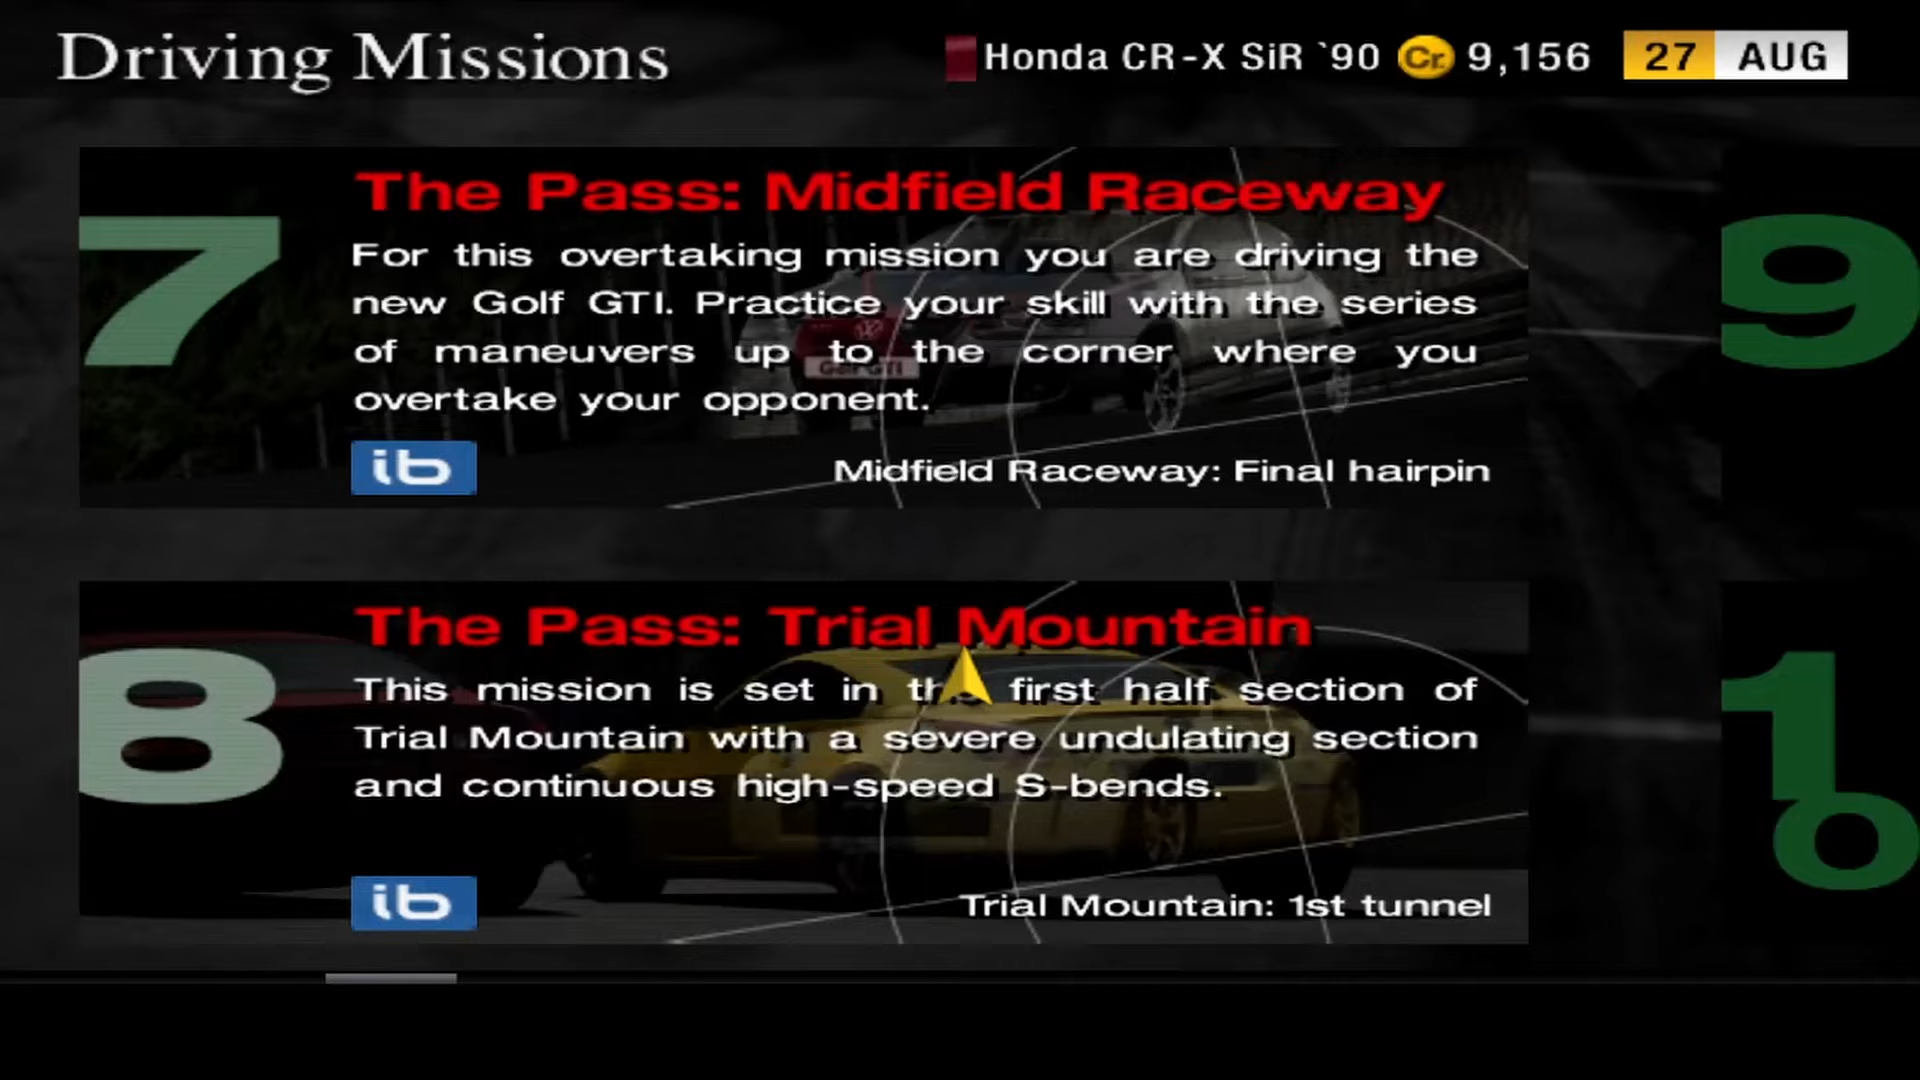 Driving Missions
Honda CR-X SiR `90 Cr. 9,156 27 AUG
7
The Pass: Midfield Raceway
For this overtaking mission you are driving the
new Golf GTI. Practice your skill with the series
of maneuvers up to the corner where you
overtake your opponent.
Golf GTI
ib
Midfield Raceway: Final hairpin
8
The Pass: Trial Mountain
This mission is set in the first half section of
Trial Mountain with a severe undulating section
and continuous high-speed S-bends.
ib
Trial Mountain: 1st tunnel
9
10